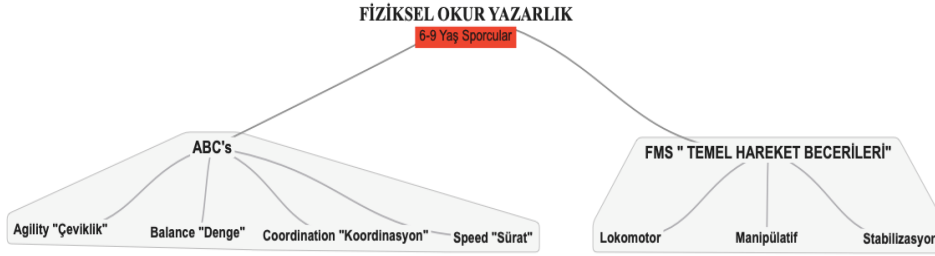 FİZİKSEL OKUR YAZARLIK
6-9 Yaş Sporcular
ABC's
FMS " TEMEL HAREKET BECERİLERİ"
Agility "Çeviklik"
Balance "Denge"
Coordination "Koordinasyon"
Speed "Sürat"
Lokomotor
Manipülatif
Stabilizasyon